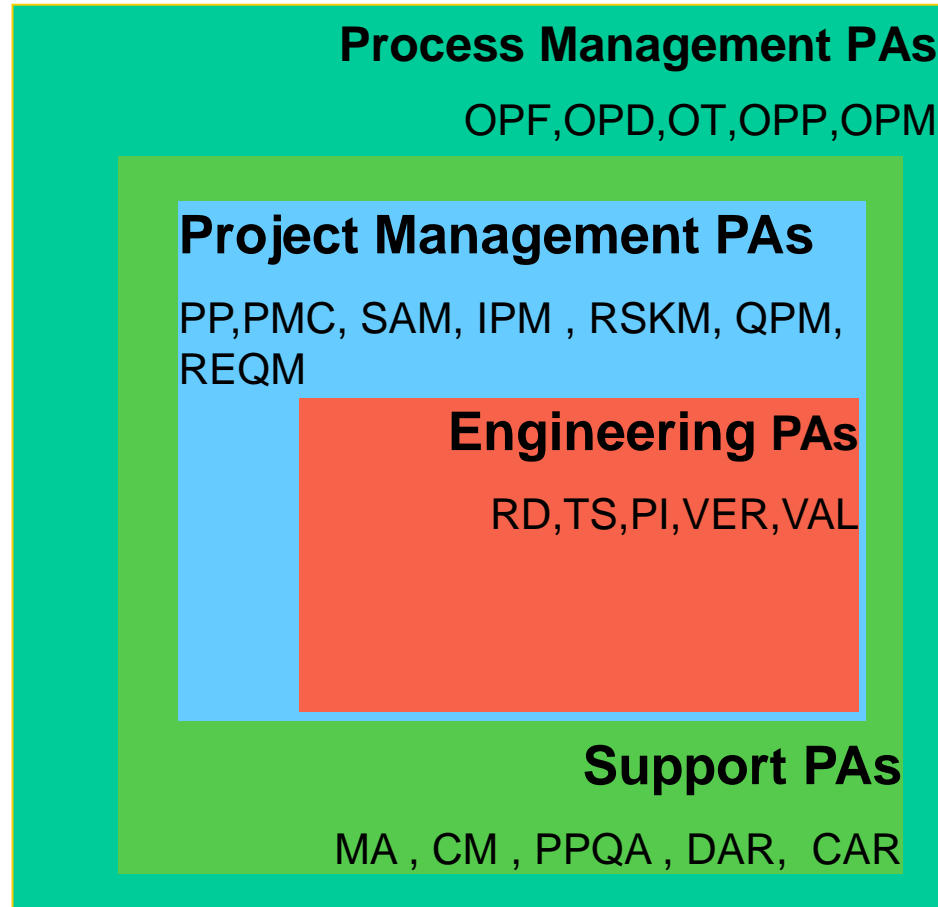 Process Management PAs
OPF,OPD,OT,OPP,OPM
Project Management PAs
PP,PMC, SAM, IPM , RSKM, QPM,
REQM
Engineering PAs
RD,TS,PI,VER,VAL
Support PAs
MA , CM , PPQA , DAR, CAR